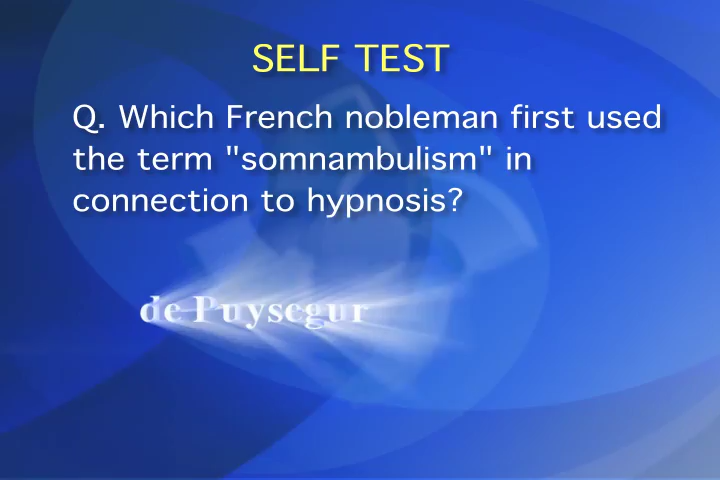 SELF TEST
Q. Which French nobleman first used
the term "somnambulism" in
connection to hypnosis?
de Puysegur